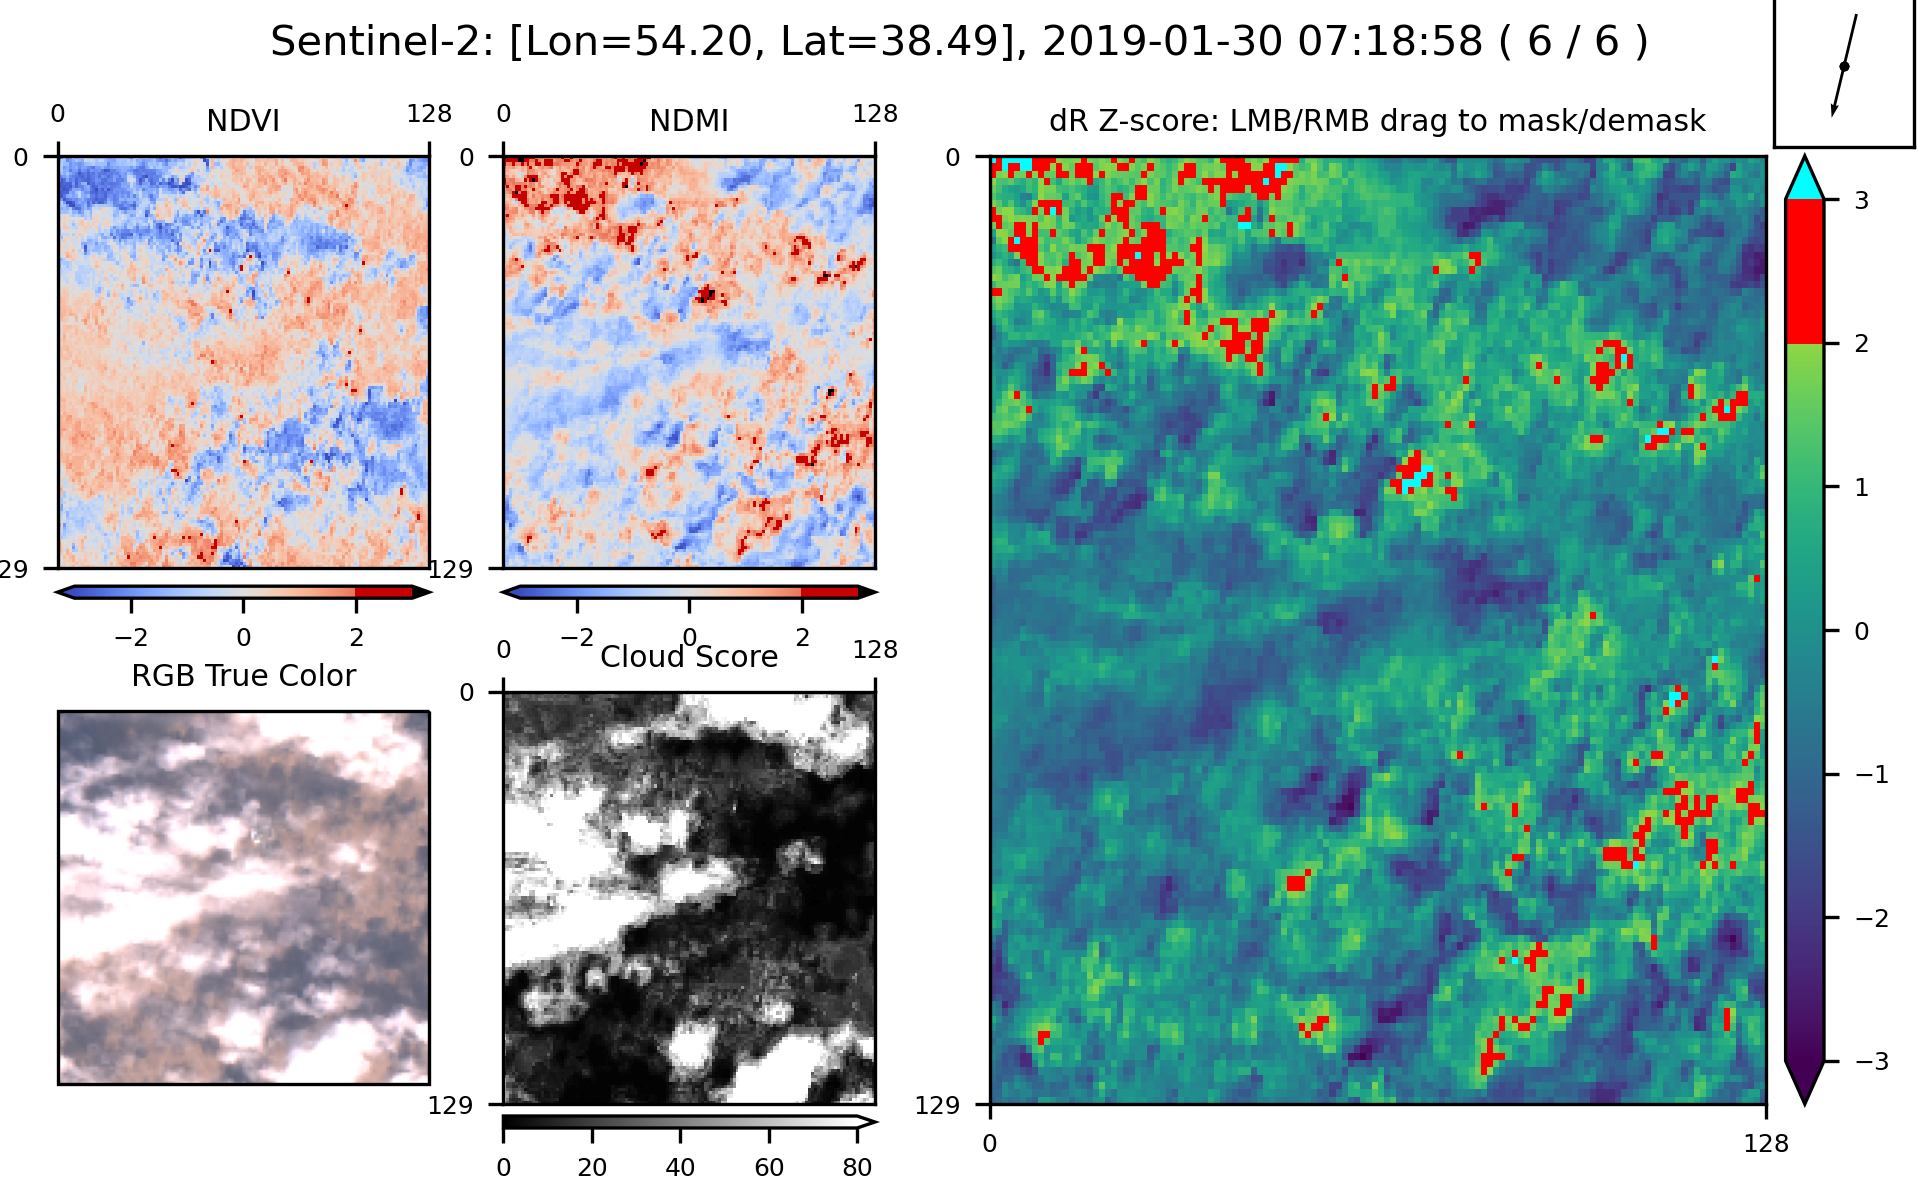 Sentinel-2: [Lon=54.20, Lat=38.49], 2019-01-30 07:18:58 ( 6 / 6 )
NDVI
0 128
0
29
−2 0 2
NDMI
0 128
0
129
−2 0 2
dR Z-score: LMB/RMB drag to mask/demask
0
129
0 128
3
2
1
0
−1
−2
−3
RGB True Color
Cloud Score
0 128
0
129
0 20 40 60 80